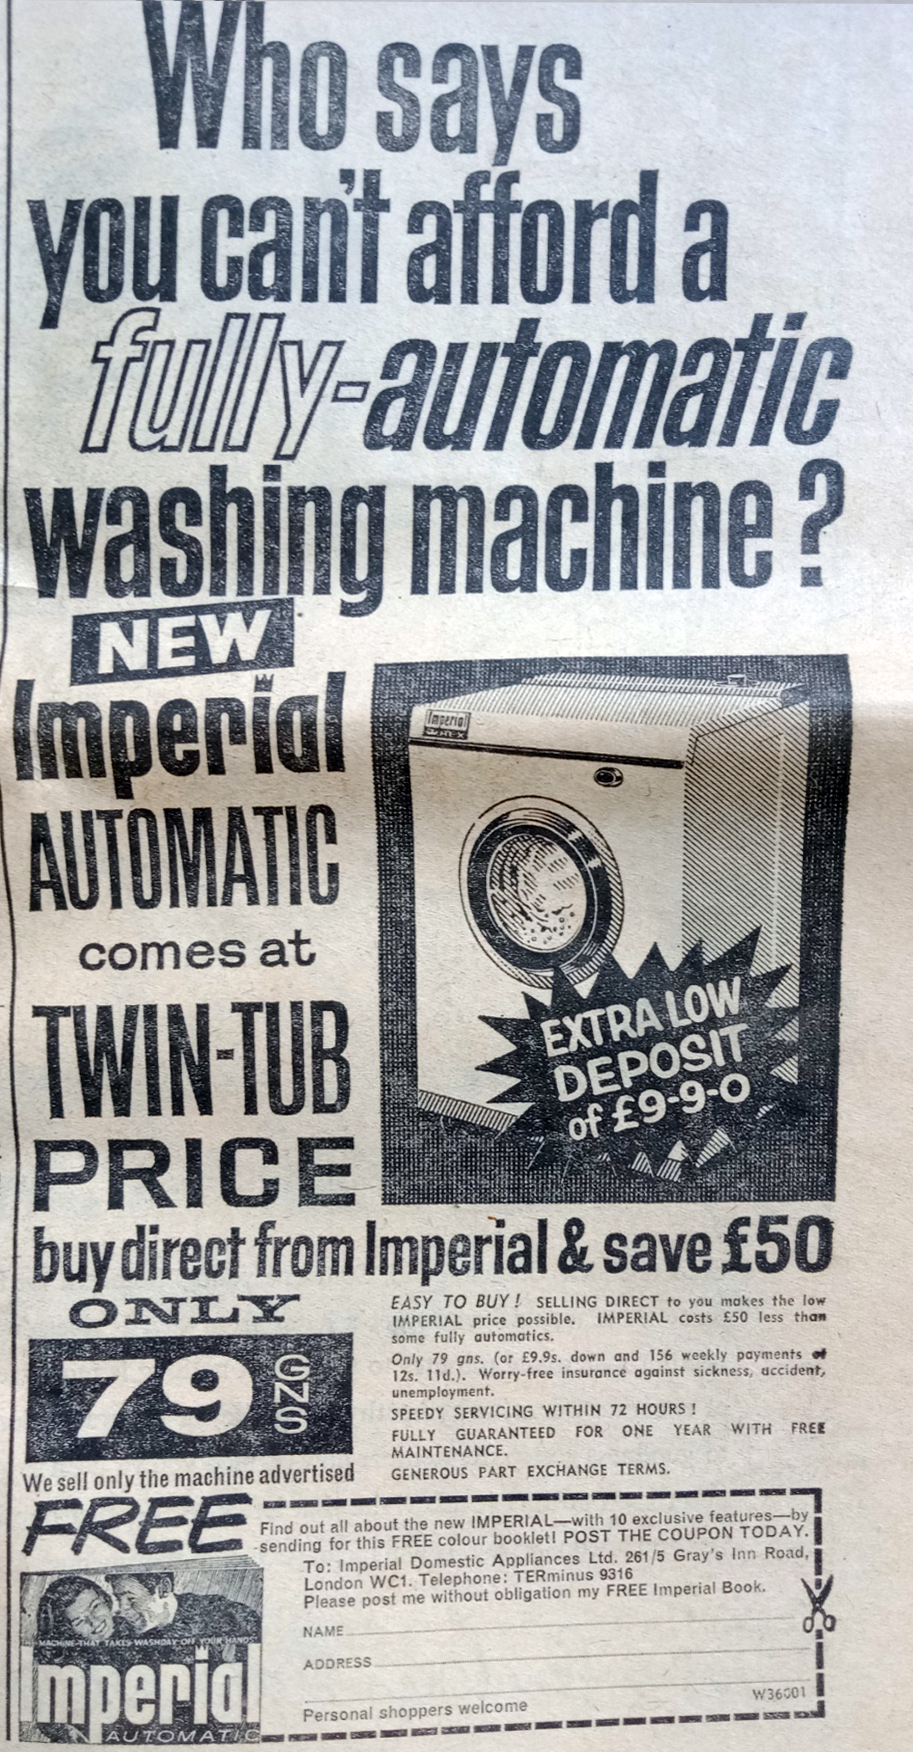 Who says
you can't afford a
fully-automatic
washing machine?
NEW
Imperial
AUTOMATIC
comes at
TWIN-TUB
PRICE
Imperial
EXTRA LOW
DEPOSIT
of £9-9-0
buy direct from Imperial & save £50
ONLY
79 GNS
We sell only the machine advertised
EASY TO BUY! SELLING DIRECT to you makes the low
IMPERIAL price possible. IMPERIAL costs £50 less than
some fully automatics.
Only 79 gns. (or £9.9s. down and 156 weekly payments of
12s. 11d.). Worry-free insurance against sickness, accident,
unemployment.
SPEEDY SERVICING WITHIN 72 HOURS!
FULLY GUARANTEED FOR ONE YEAR WITH FREE
MAINTENANCE.
GENEROUS PART EXCHANGE TERMS.
FREE
Find out all about the new IMPERIAL—with 10 exclusive features—by
sending for this FREE colour booklet! POST THE COUPON TODAY.
To: Imperial Domestic Appliances Ltd. 261/5 Gray's Inn Road,
London WC1. Telephone: TERminus 9316
Please post me without obligation my FREE Imperial Book.
NAME
ADDRESS
Personal shoppers welcome
W36001
MACHINE THAT TAKES WASHDAY OFF YOUR HANDS
Imperial
AUTOMATIC